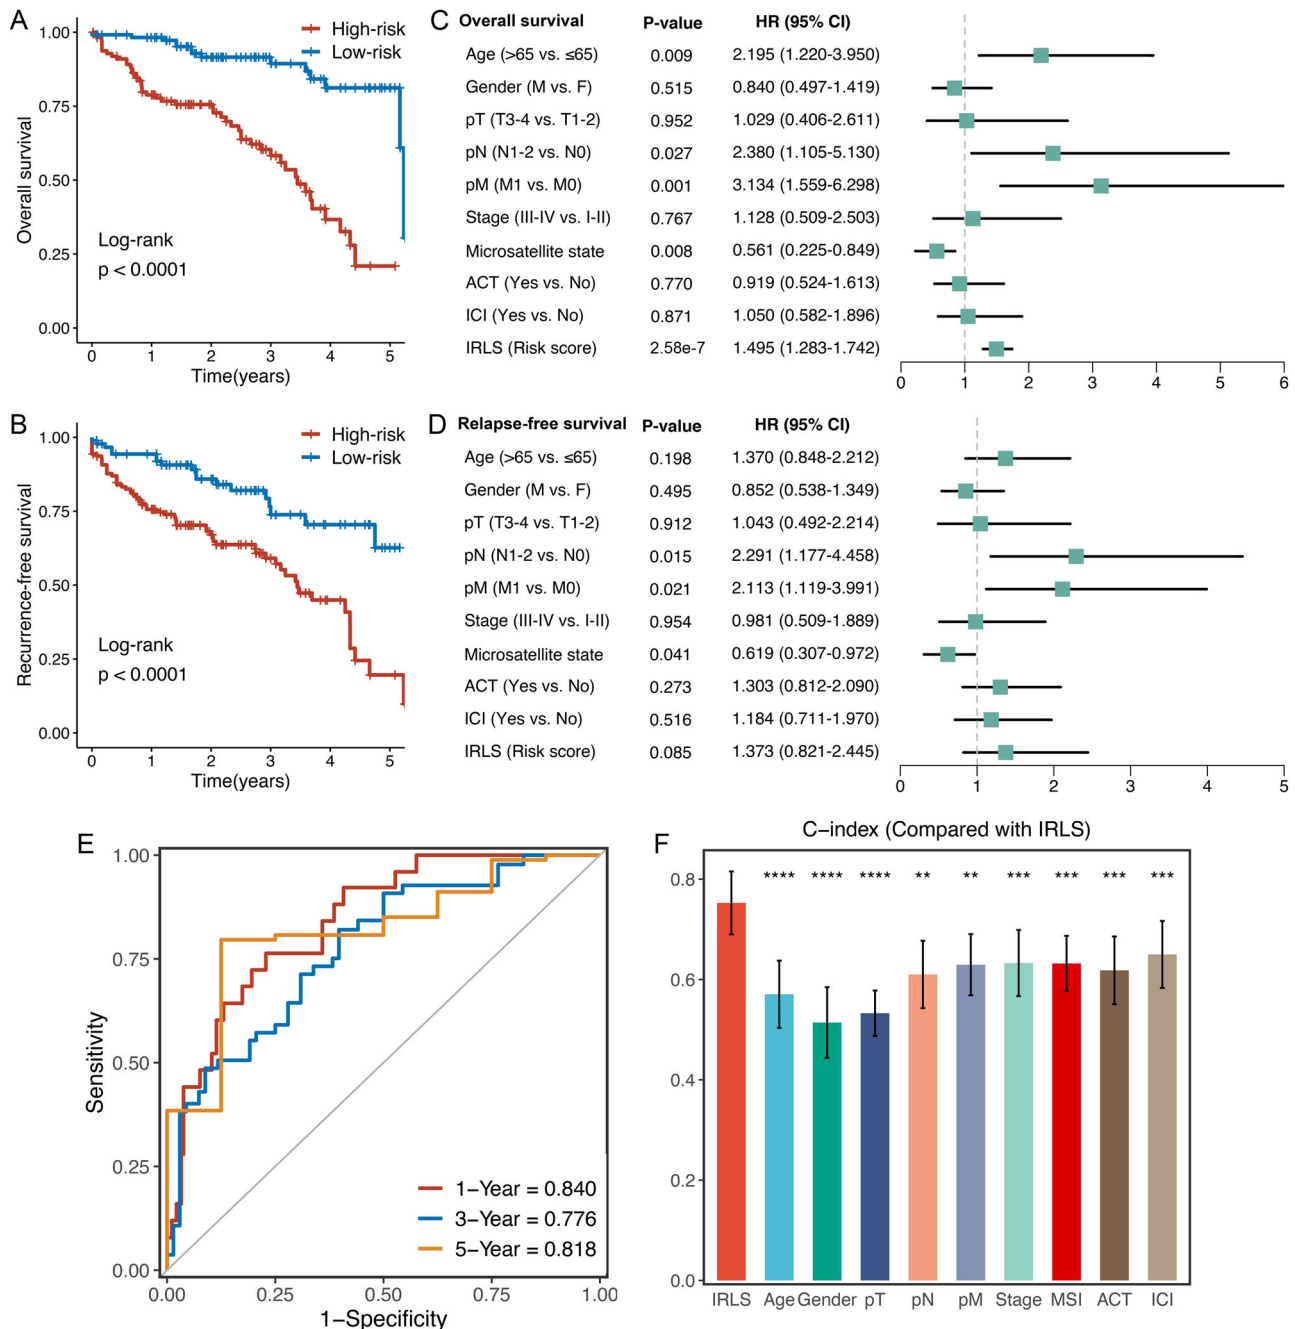 A
High-risk
Low-risk
1.00
0.75
0.50
0.25
0.00
Overall survival
Log-rank
p < 0.0001
0 1 2 3 4 5
Time(years)
B
High-risk
Low-risk
1.00
0.75
0.50
0.25
0.00
Recurrence-free survival
Log-rank
p < 0.0001
0 1 2 3 4 5
Time(years)
C Overall survival P-value HR (95% CI)
Age (>65 vs. ≤65) 0.009 2.195 (1.220-3.950)
Gender (M vs. F) 0.515 0.840 (0.497-1.419)
pT (T3-4 vs. T1-2) 0.952 1.029 (0.406-2.611)
pN (N1-2 vs. N0) 0.027 2.380 (1.105-5.130)
pM (M1 vs. M0) 0.001 3.134 (1.559-6.298)
Stage (III-IV vs. I-II) 0.767 1.128 (0.509-2.503)
Microsatellite state 0.008 0.561 (0.225-0.849)
ACT (Yes vs. No) 0.770 0.919 (0.524-1.613)
ICI (Yes vs. No) 0.871 1.050 (0.582-1.896)
IRLS (Risk score) 2.58e-7 1.495 (1.283-1.742)
0 1 2 3 4 5 6
D Relapse-free survival P-value HR (95% CI)
Age (>65 vs. ≤65) 0.198 1.370 (0.848-2.212)
Gender (M vs. F) 0.495 0.852 (0.538-1.349)
pT (T3-4 vs. T1-2) 0.912 1.043 (0.492-2.214)
pN (N1-2 vs. N0) 0.015 2.291 (1.177-4.458)
pM (M1 vs. M0) 0.021 2.113 (1.119-3.991)
Stage (III-IV vs. I-II) 0.954 0.981 (0.509-1.889)
Microsatellite state 0.041 0.619 (0.307-0.972)
ACT (Yes vs. No) 0.273 1.303 (0.812-2.090)
ICI (Yes vs. No) 0.516 1.184 (0.711-1.970)
IRLS (Risk score) 0.085 1.373 (0.821-2.445)
0 1 2 3 4 5
E
1.00
0.75
0.50
0.25
0.00
Sensitivity
1−Year = 0.840
3−Year = 0.776
5−Year = 0.818
0.00 0.25 0.50 0.75 1.00
1−Specificity
F
C−index (Compared with IRLS)
**** **** **** ** ** *** *** *** ***
0.8
0.6
0.4
0.2
0.0
IRLS Age Gender pT pN pM Stage MSI ACT ICI